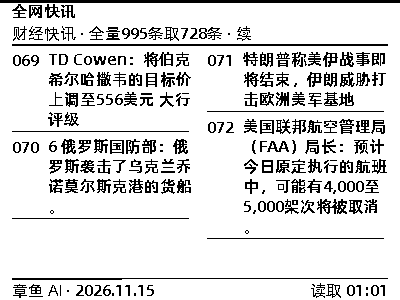 全网快讯
财经快讯 · 全量995条取728条 · 续
069 TD Cowen：将伯克
希尔哈撒韦的目标价
上调至556美元 大行
评级
070 6 俄罗斯国防部：俄
罗斯袭击了乌克兰乔
诺莫尔斯克港的货船
。
071 特朗普称美伊战事即
将结束，伊朗威胁打
击欧洲美军基地
072 美国联邦航空管理局
（FAA）局长：预计
今日原定执行的航班
中，可能有4,000至
5,000架次将被取消
。
章鱼 AI · 2026.11.15
读取 01:01